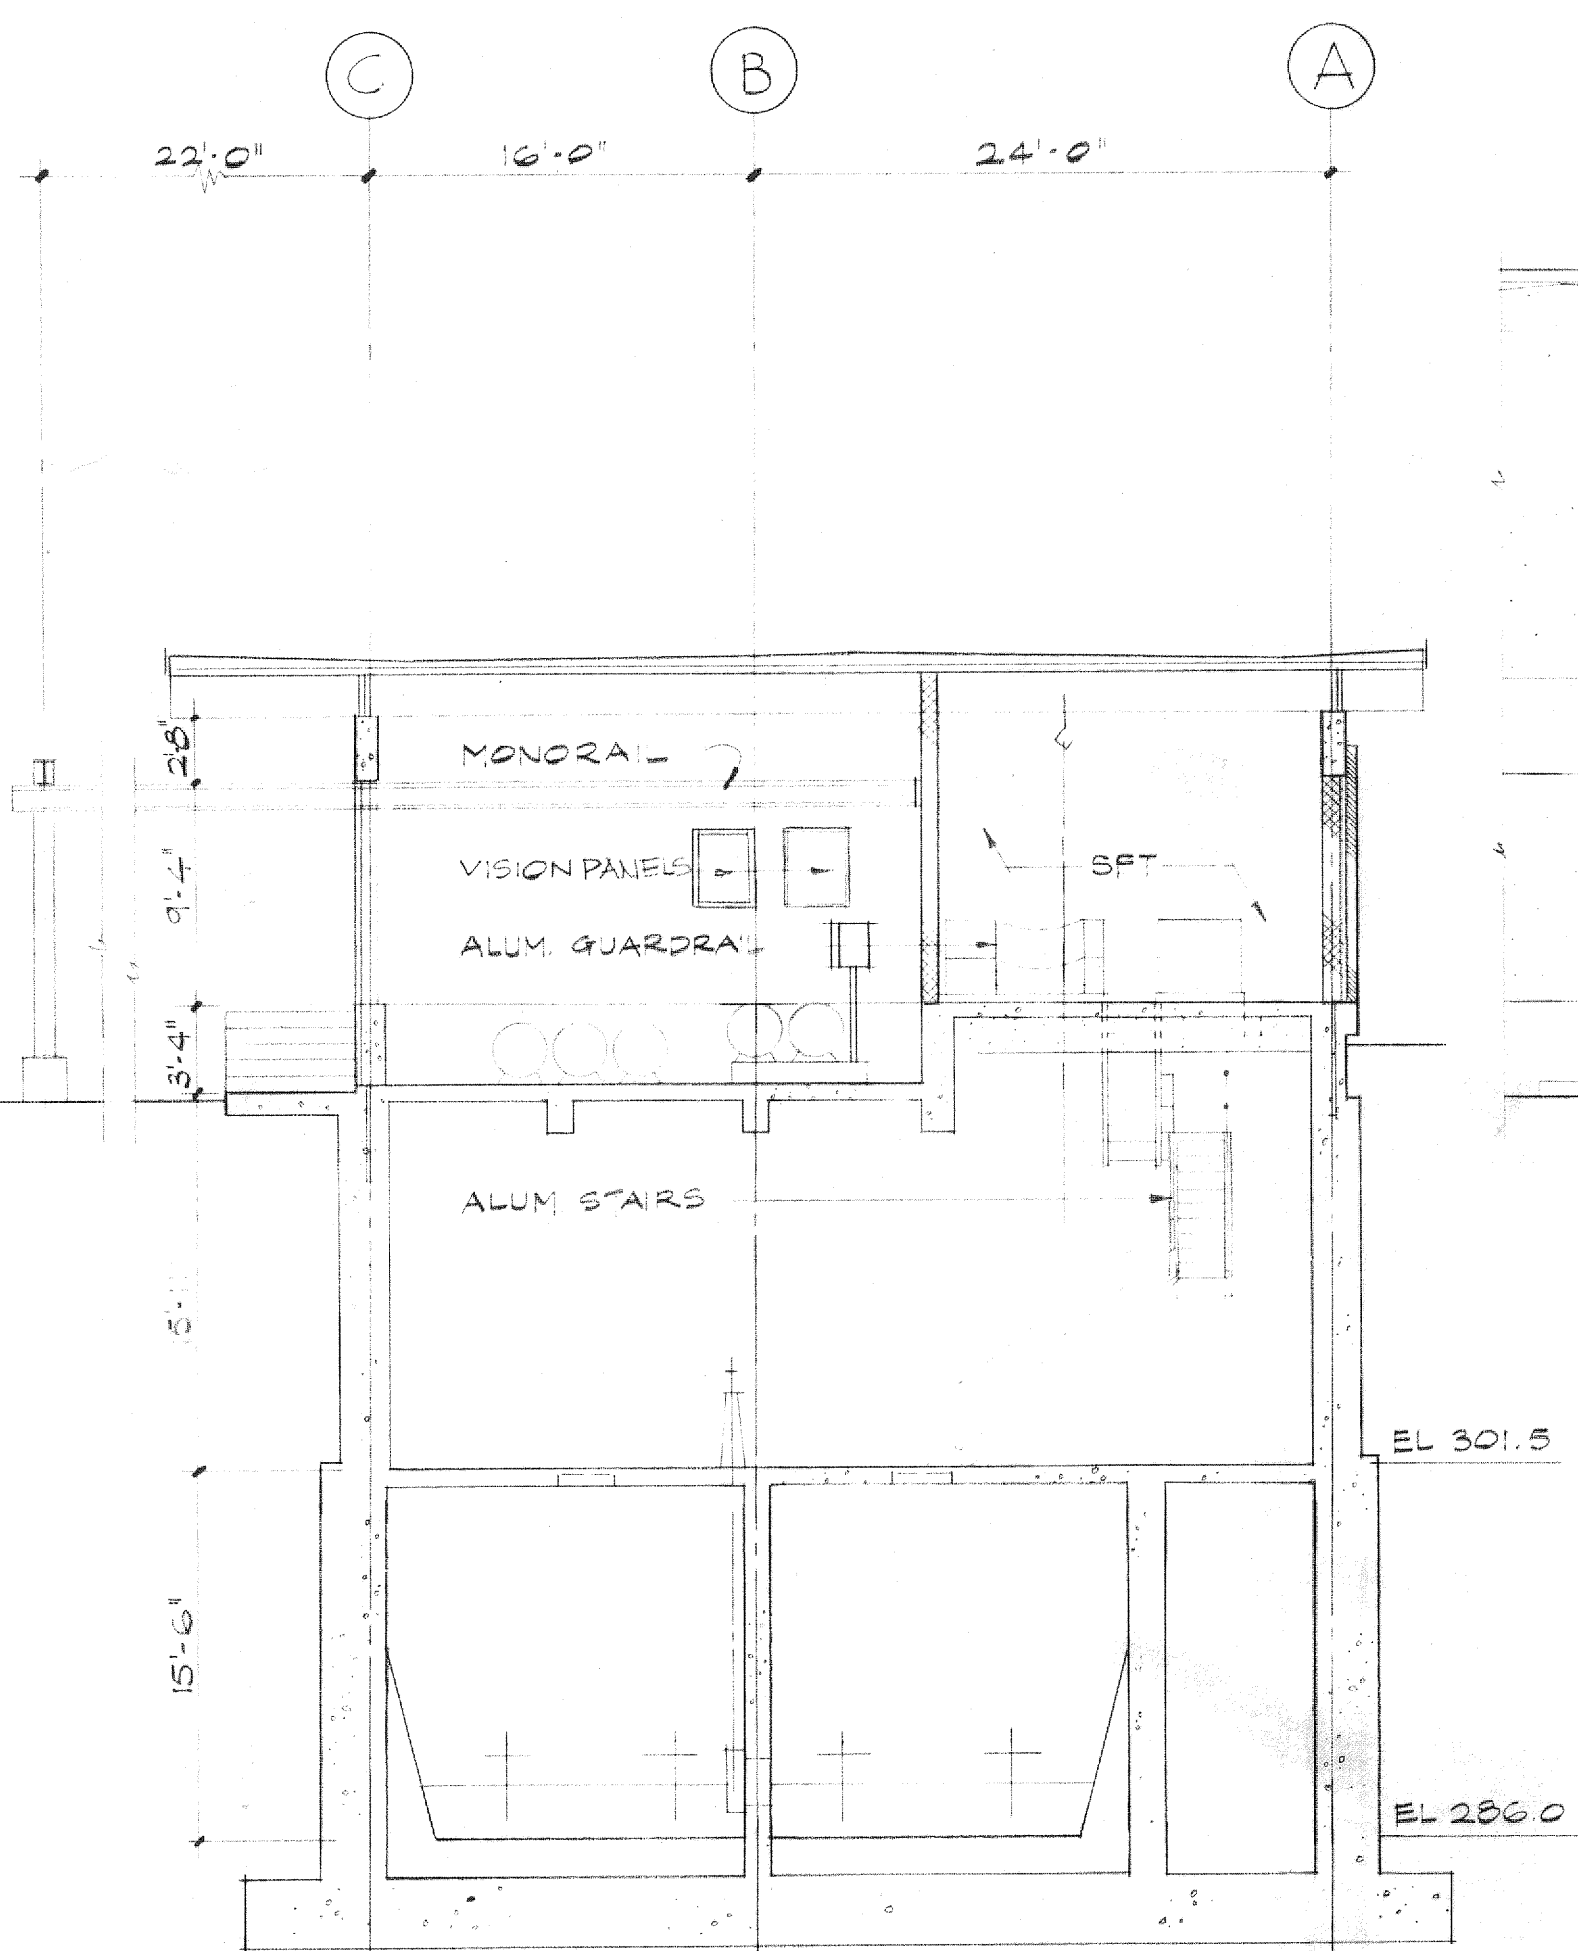 C B A
22'-0" 16'-0" 24'-0"
2'8"
MONORAIL
9'-4"
VISION PANELS
SFT
ALUM. GUARDRAIL
3'-4"
ALUM STAIRS
EL 301.5
15'-6"
EL 286.0